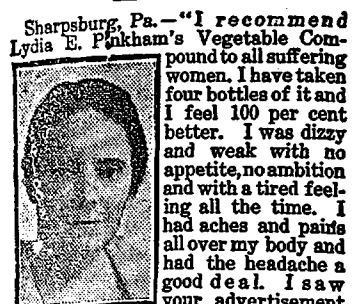 Sharpsburg, Pa.—"I recommend
Lydia E. Pinkham's Vegetable Com-
pound to all suffering
women. I have taken
four bottles of it and
I feel 100 per cent
better. I was dizzy
and weak with no
appetite, no ambition
and with a tired feel-
ing all the time. I
had aches and pains
all over my body and
had the headache a
good deal. I saw
your advertisement